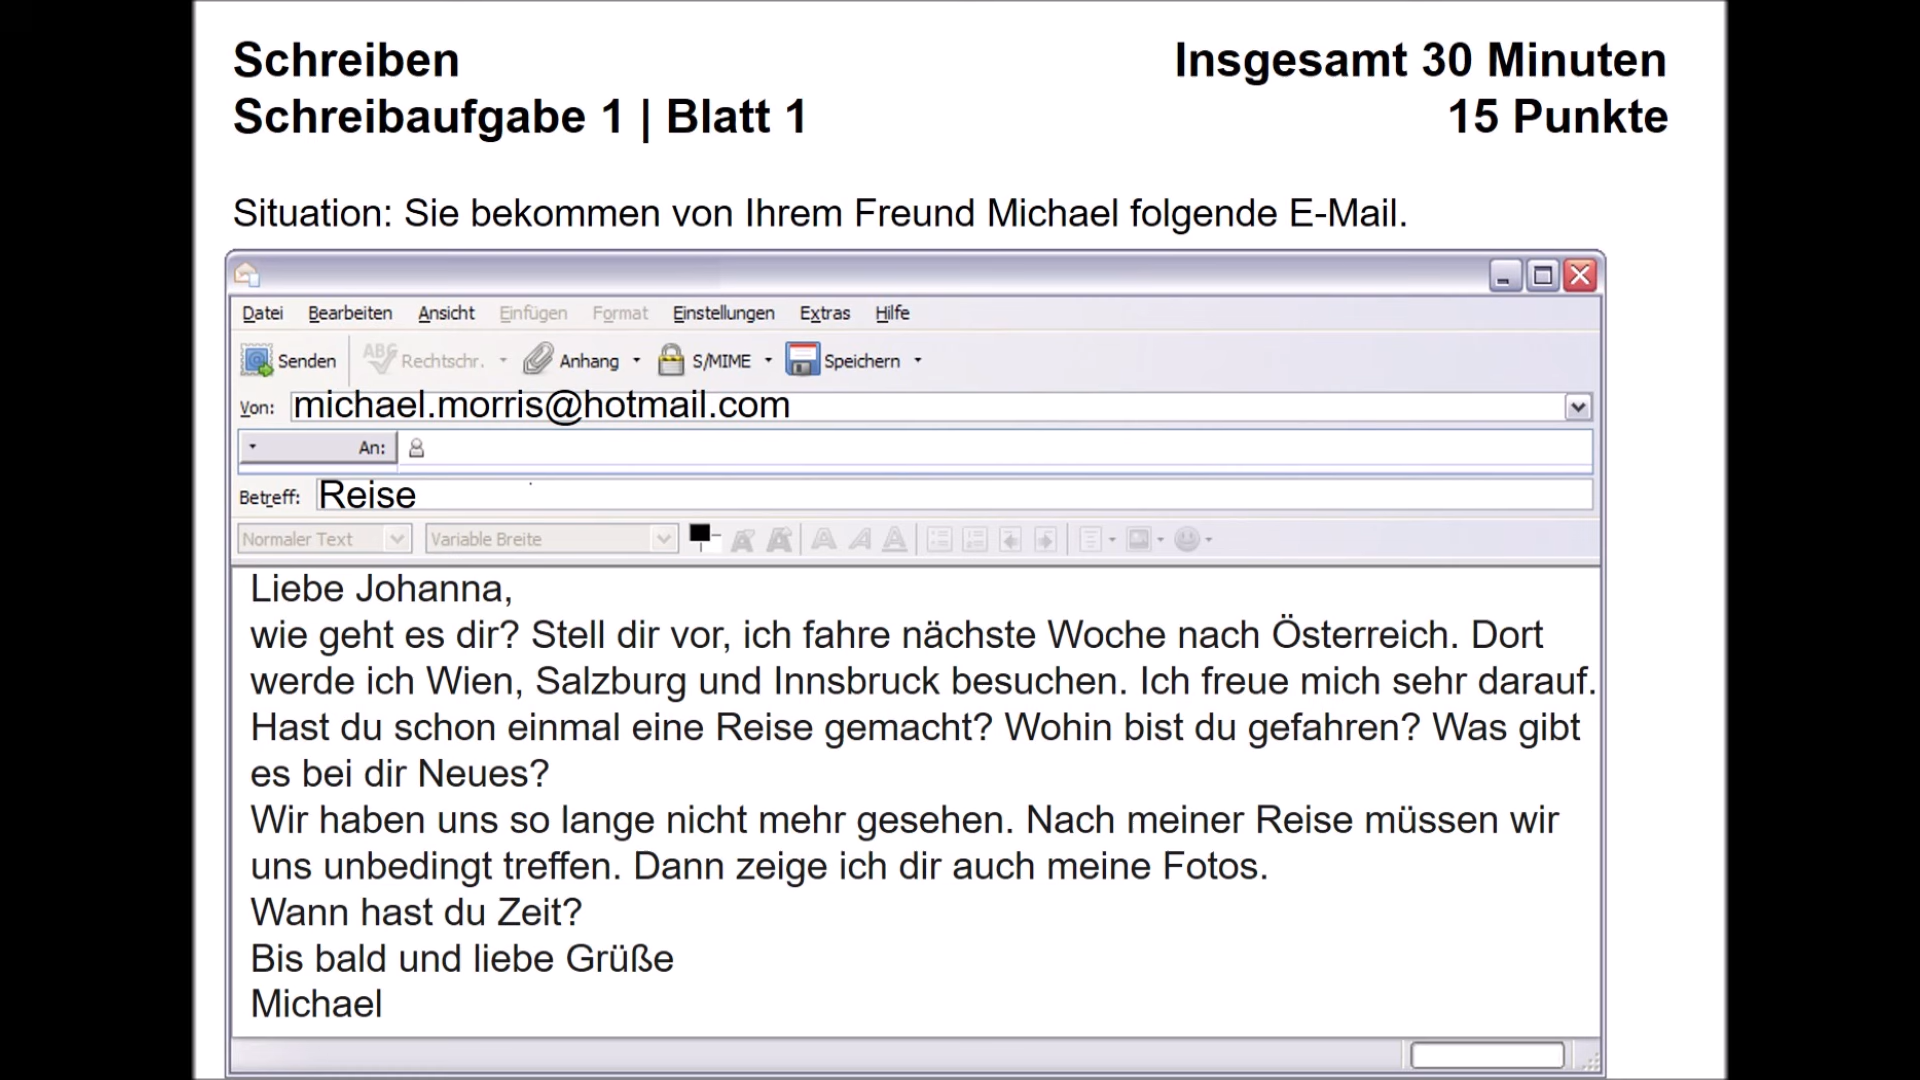 Schreiben
Insgesamt 30 Minuten
Schreibaufgabe 1 | Blatt 1
15 Punkte
Situation: Sie bekommen von Ihrem Freund Michael folgende E-Mail.
Datei Bearbeiten Ansicht Einfügen Format Einstellungen Extras Hilfe
Senden ABC Rechtschr. Anhang S/MIME Speichern
Von: michael.morris@hotmail.com
An:
Betreff: Reise
Normaler Text Variable Breite
Liebe Johanna,
wie geht es dir? Stell dir vor, ich fahre nächste Woche nach Österreich. Dort
werde ich Wien, Salzburg und Innsbruck besuchen. Ich freue mich sehr darauf.
Hast du schon einmal eine Reise gemacht? Wohin bist du gefahren? Was gibt
es bei dir Neues?
Wir haben uns so lange nicht mehr gesehen. Nach meiner Reise müssen wir
uns unbedingt treffen. Dann zeige ich dir auch meine Fotos.
Wann hast du Zeit?
Bis bald und liebe Grüße
Michael